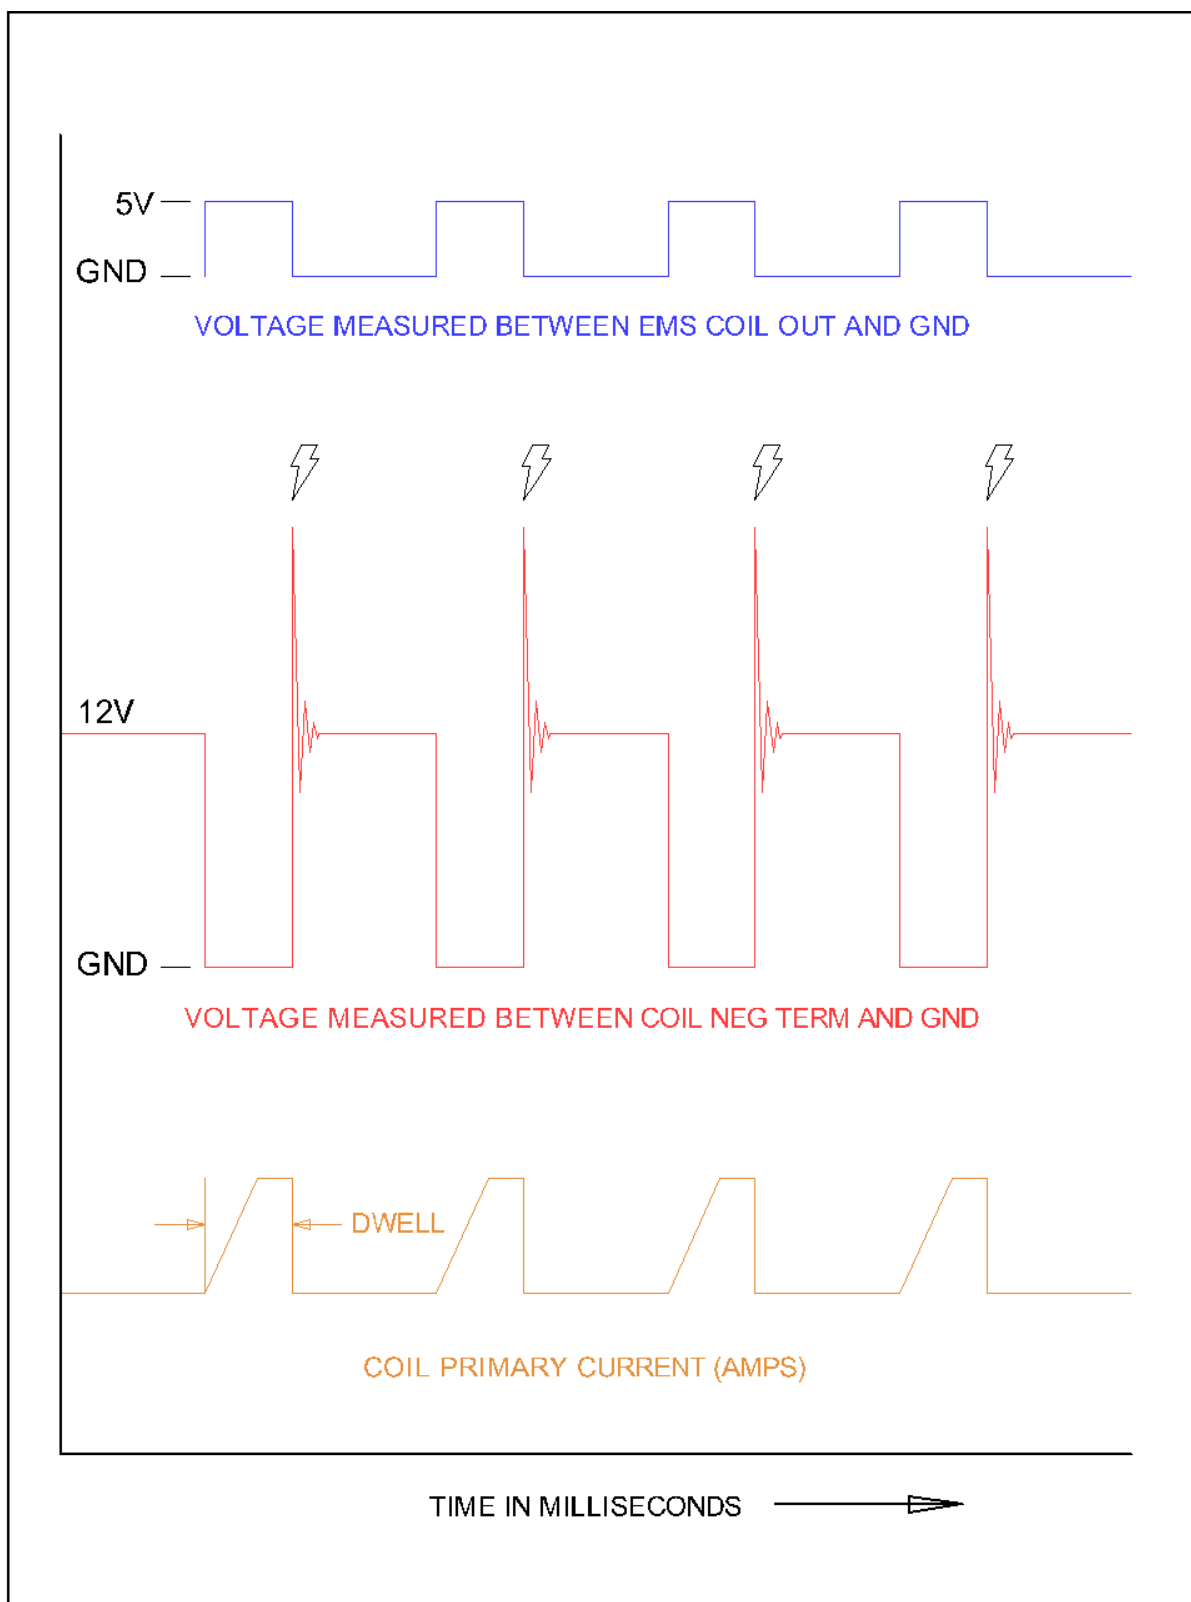 5V
GND
VOLTAGE MEASURED BETWEEN EMS COIL OUT AND GND
12V
GND
VOLTAGE MEASURED BETWEEN COIL NEG TERM AND GND
DWELL
COIL PRIMARY CURRENT (AMPS)
TIME IN MILLISECONDS